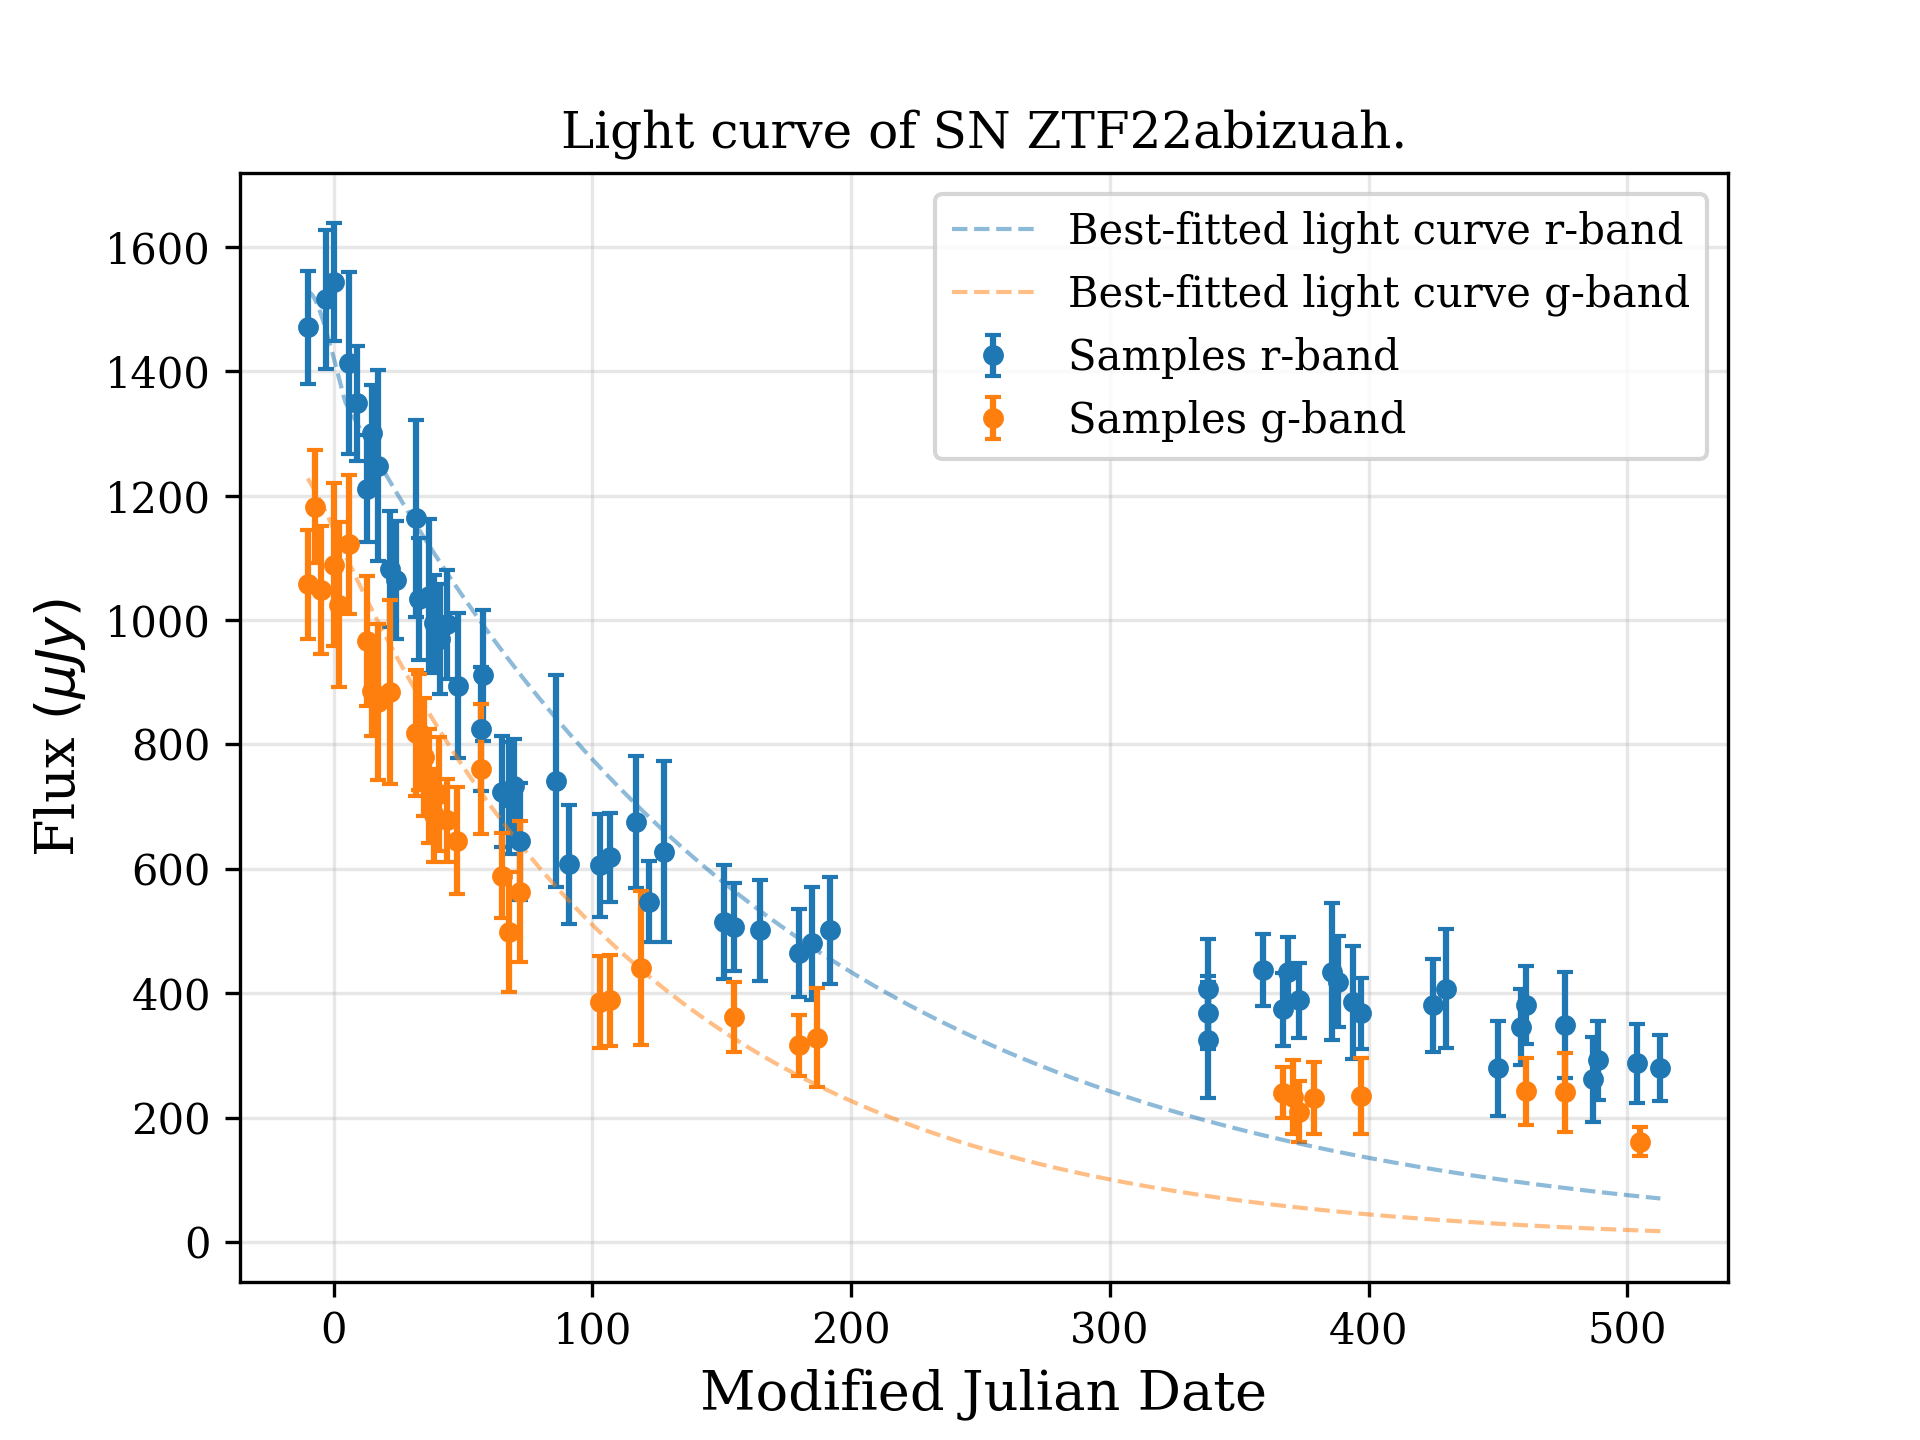 Light curve of SN ZTF22abizuah.
Best-fitted light curve r-band
Best-fitted light curve g-band
Samples r-band
Samples g-band
Flux (μJy)
1600
1400
1200
1000
800
600
400
200
0
0 100 200 300 400 500
Modified Julian Date